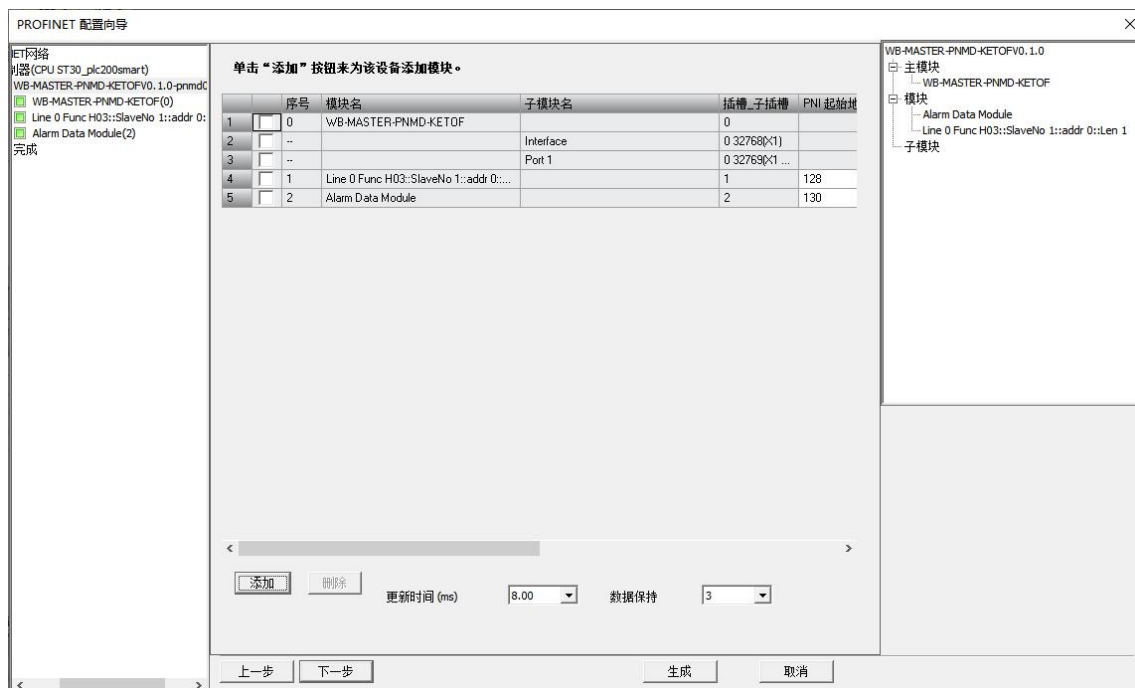 PROFINET 配置向导
ET网络
制器(CPU ST30_plc200smart)
WB-MASTER-PNMD-KETOFV0.1.0-pnmd
WB-MASTER-PNMD-KETOF(0)
Line 0 Func H03::SlaveNo 1::addr 0:
Alarm Data Module(2)
完成
单击“添加”按钮来为该设备添加模块。
序号 模块名 子模块名 插槽_子插槽 PNI 起始地
1 0 WB-MASTER-PNMD-KETOF 0
2 -- Interface 0 32768(X1)
3 -- Port 1 0 32769(X1 ...
4 1 Line 0 Func H03::SlaveNo 1::addr 0::... 1 128
5 2 Alarm Data Module 2 130
添加 删除 更新时间(ms) 8.00 数据保持 3
上一步 下一步 生成 取消
WB-MASTER-PNMD-KETOFV0.1.0
主模块
WB-MASTER-PNMD-KETOF
模块
Alarm Data Module
Line 0 Func H03::SlaveNo 1::addr 0::Len 1
子模块